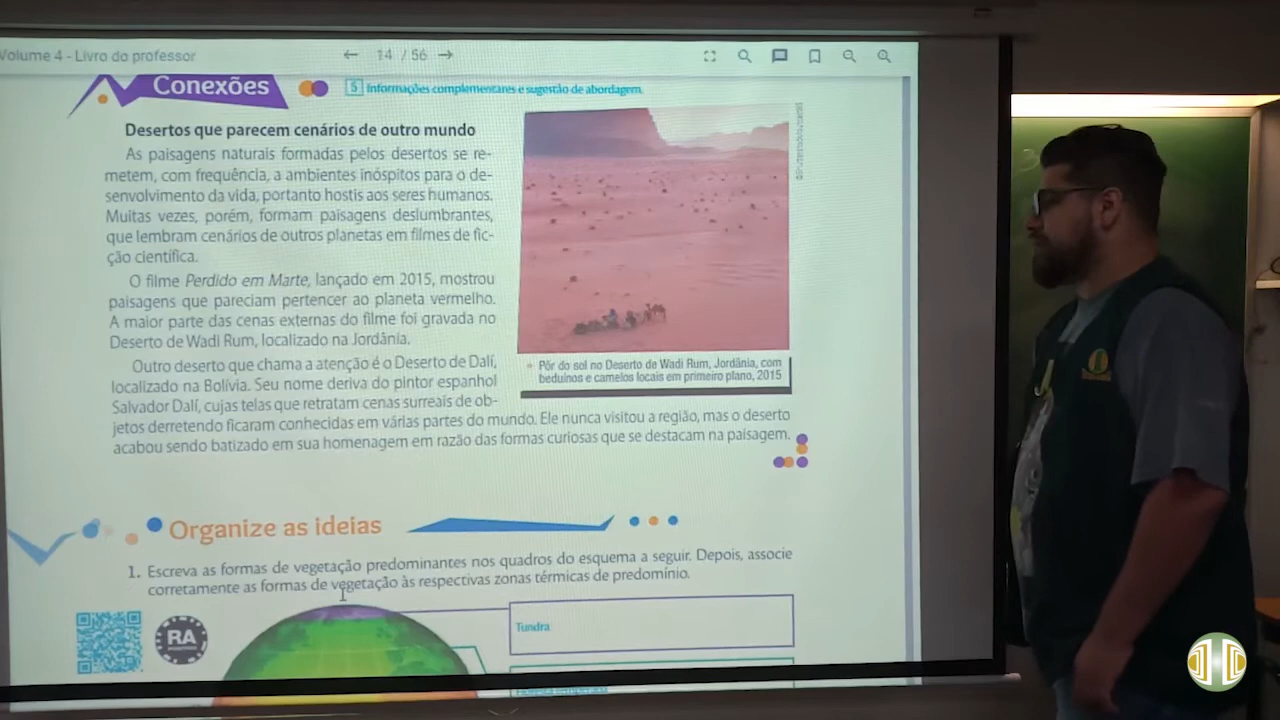 Volume 4 - Livro do professor
← 14 / 56 →
Conexões
5 Informações complementares e sugestão de abordagem.
Desertos que parecem cenários de outro mundo
As paisagens naturais formadas pelos desertos se re-
metem, com frequência, a ambientes inóspitos para o de-
senvolvimento da vida, portanto hostis aos seres humanos.
Muitas vezes, porém, formam paisagens deslumbrantes,
que lembram cenários de outros planetas em filmes de fic-
ção científica.
O filme Perdido em Marte, lançado em 2015, mostrou
paisagens que pareciam pertencer ao planeta vermelho.
A maior parte das cenas externas do filme foi gravada no
Deserto de Wadi Rum, localizado na Jordânia.
Outro deserto que chama a atenção é o Deserto de Dalí,
localizado na Bolívia. Seu nome deriva do pintor espanhol
Salvador Dalí, cujas telas que retratam cenas surreais de ob-
jetos derretendo ficaram conhecidas em várias partes do mundo. Ele nunca visitou a região, mas o deserto
acabou sendo batizado em sua homenagem em razão das formas curiosas que se destacam na paisagem.
Pôr do sol no Deserto de Wadi Rum, Jordânia, com
beduínos e camelos locais em primeiro plano, 2015
Organize as ideias
1. Escreva as formas de vegetação predominantes nos quadros do esquema a seguir. Depois, associe
corretamente as formas de vegetação às respectivas zonas térmicas de predomínio.
RA
Tundra